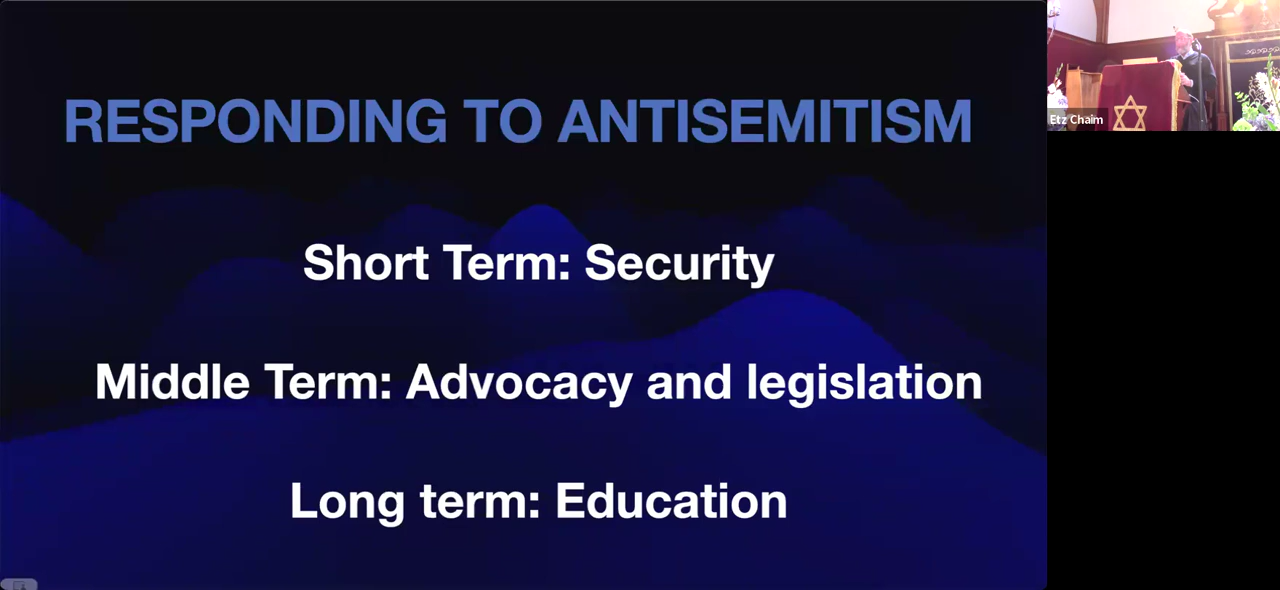 RESPONDING TO ANTISEMITISM
Short Term: Security
Middle Term: Advocacy and legislation
Long term: Education
Etz Chaim